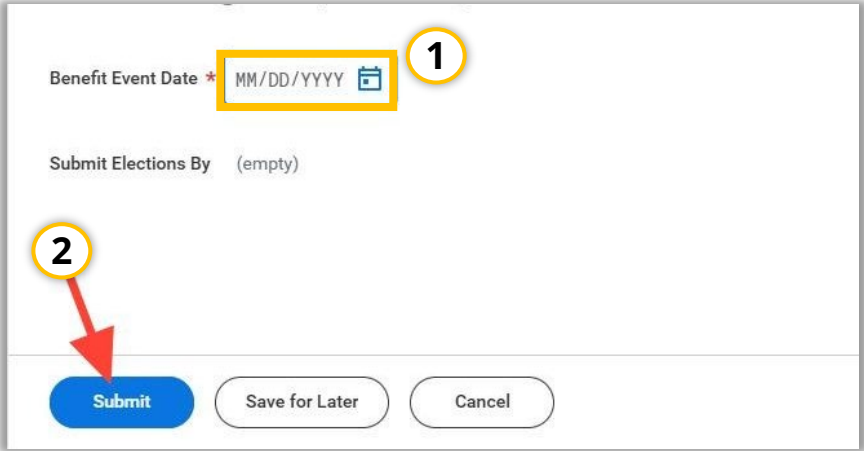 1
Benefit Event Date * MM/DD/YYYY
Submit Elections By (empty)
2
Submit Save for Later Cancel